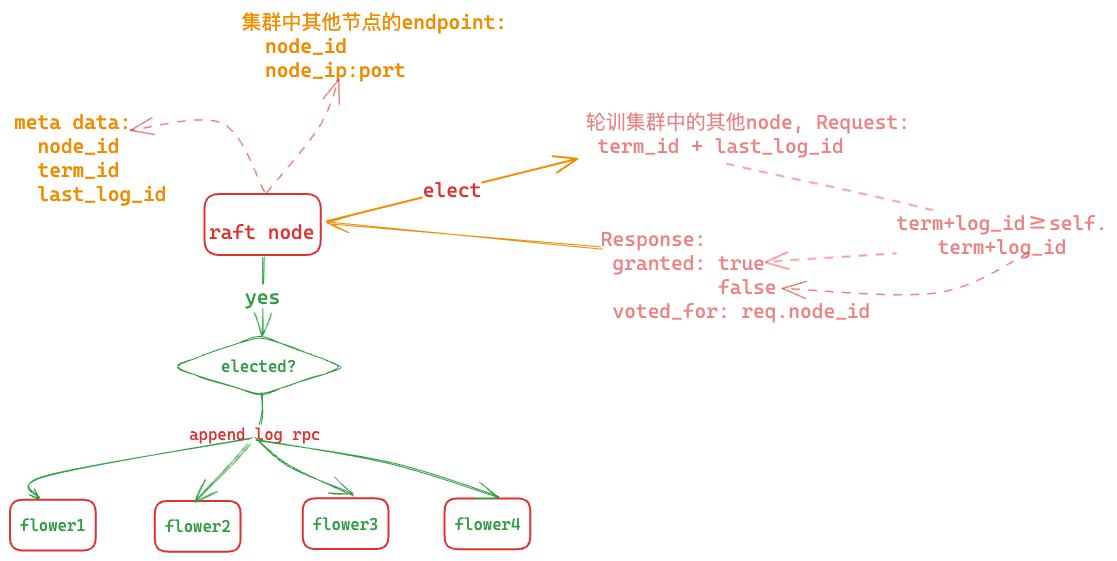 集群中其他节点的endpoint:
node_id
node_ip:port
meta data:
node_id
term_id
last_log_id
轮训集群中的其他node, Request:
term_id + last_log_id
elect
raft node
term+log_id≥self.
term+log_id
Response:
granted: true
false
voted_for: req.node_id
yes
elected?
append log rpc
flower1
flower2
flower3
flower4